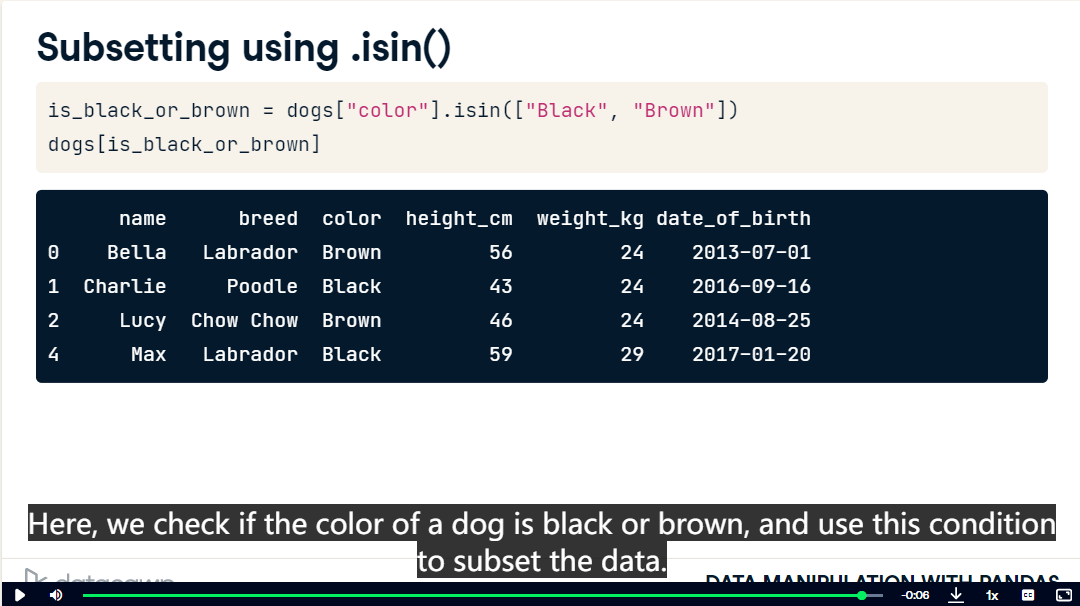 Subsetting using .isin()
is_black_or_brown = dogs["color"].isin(["Black", "Brown"])
dogs[is_black_or_brown]
name breed color height_cm weight_kg date_of_birth
0 Bella Labrador Brown 56 24 2013-07-01
1 Charlie Poodle Black 43 24 2016-09-16
2 Lucy Chow Chow Brown 46 24 2014-08-25
4 Max Labrador Black 59 29 2017-01-20
Here, we check if the color of a dog is black or brown, and use this condition
to subset the data.
datacamp
DATA MANIPULATION WITH PANDAS
-0:06
1x
CC